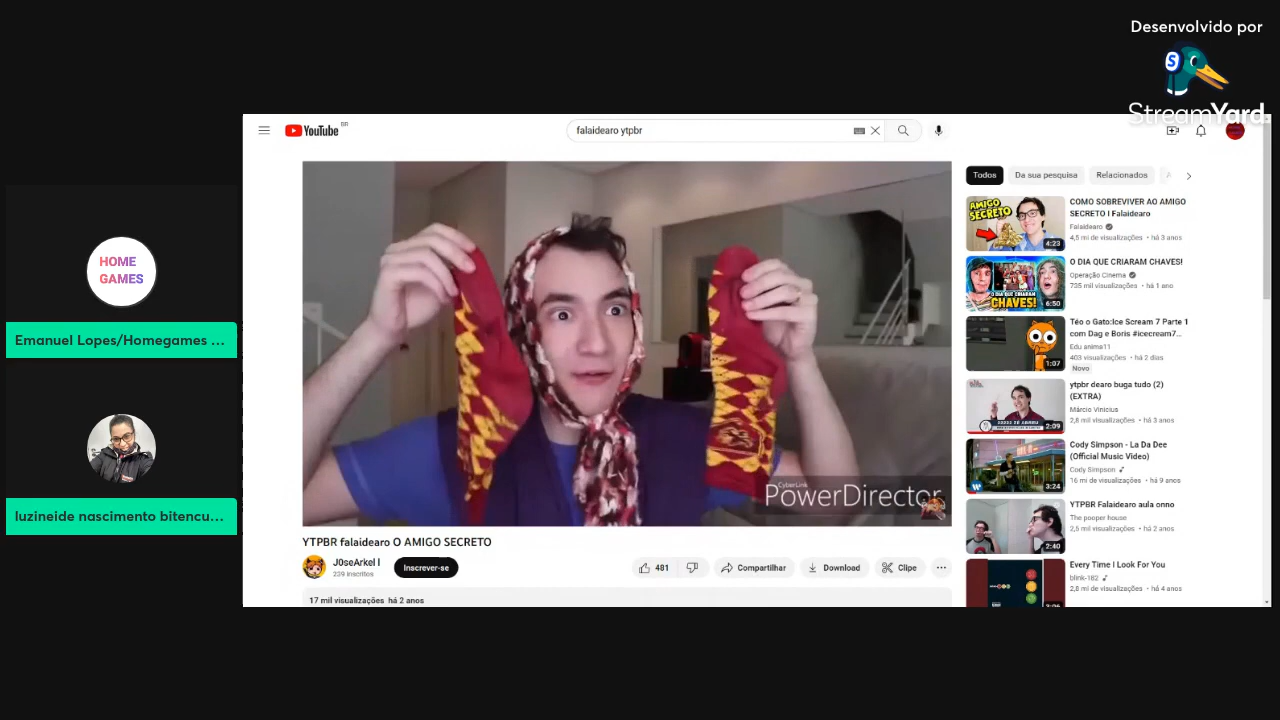 Desenvolvido por
StreamYard
HOME
GAMES
Emanuel Lopes/Homegames ...
luzineide nascimento bitencu...
YouTube
BR
falaidearo ytpbr
CyberLink
PowerDirector
YTPBR falaidearo O AMIGO SECRETO
J0seArkel l
239 inscritos
Inscrever-se
481
Compartilhar
Download
Clipe
17 mil visualizações há 2 anos
Todos
Da sua pesquisa
Relacionados
AMIGO
SECRETO
4:23
COMO SOBREVIVER AO AMIGO
SECRETO I Falaidearo
Falaidearo
4,5 mi de visualizações • há 3 anos
O DIA QUE CRIARAM CHAVES!
6:50
O DIA QUE CRIARAM CHAVES!
Operação Cinema
735 mil visualizações • há 1 ano
1:07
Téo o Gato:Ice Scream 7 Parte 1
com Dag e Boris #icecream7...
Edu anime11
403 visualizações • há 2 dias
Novo
2:09
ytpbr dearo buga tudo (2)
(EXTRA)
Márcio Vinicius
2,8 mil visualizações • há 3 anos
3:24
Cody Simpson - La Da Dee
(Official Music Video)
Cody Simpson
16 mi de visualizações • há 9 anos
2:40
YTPBR Falaidearo aula onno
The pooper house
2,5 mil visualizações • há 2 anos
Every Time I Look For You
blink-182
2,8 mi de visualizações • há 4 anos